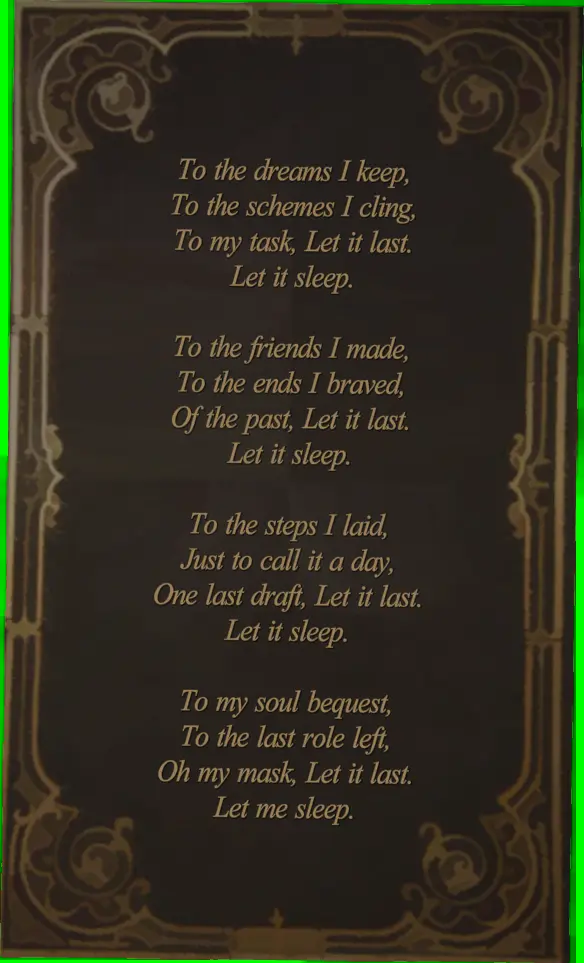 To the dreams I keep,
To the schemes I cling,
To my task, Let it last.
Let it sleep.
To the friends I made,
To the ends I braved,
Of the past, Let it last.
Let it sleep.
To the steps I laid,
Just to call it a day,
One last draft, Let it last.
Let it sleep.
To my soul bequest,
To the last role left,
Oh my mask, Let it last.
Let me sleep.